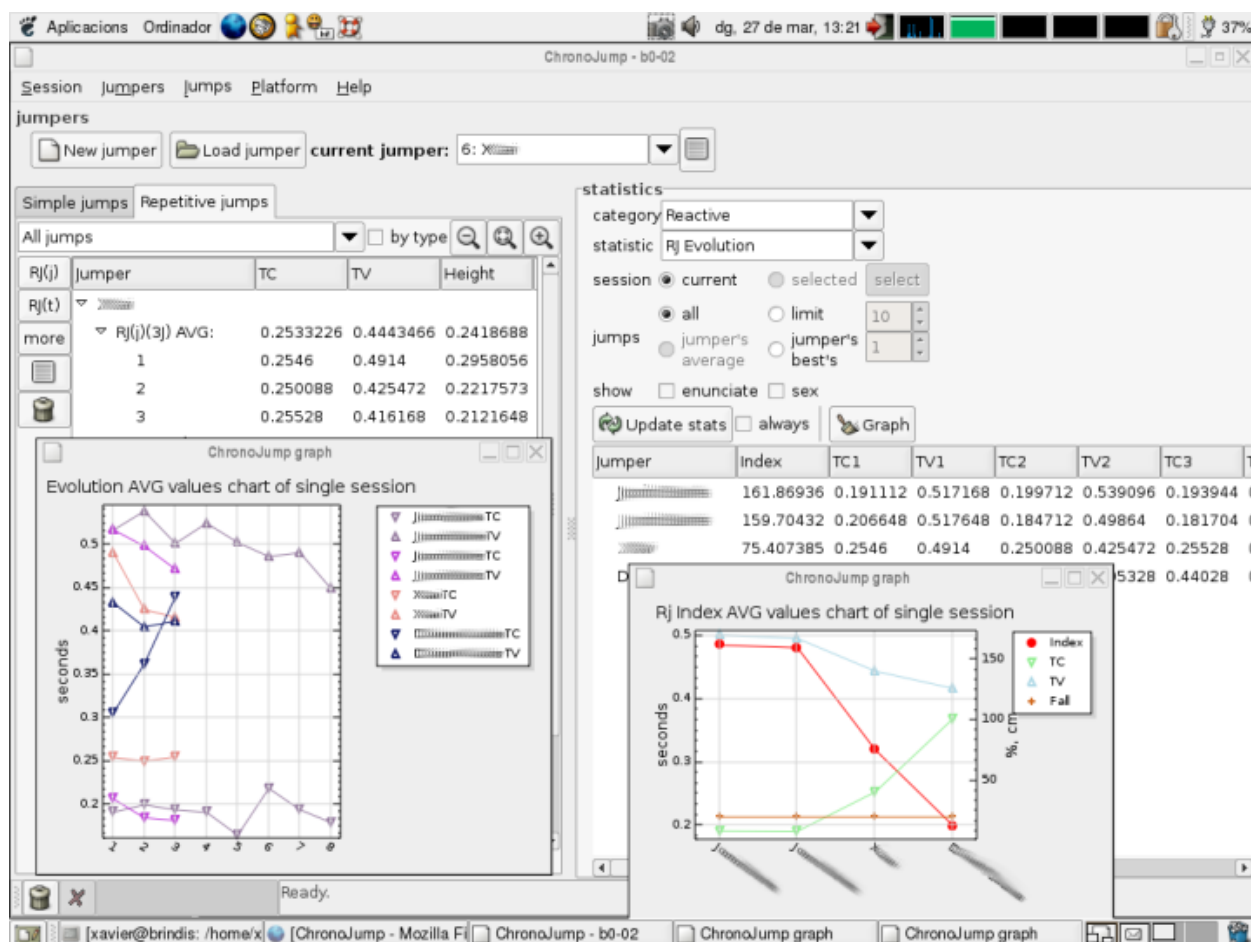 Aplicacions Ordinador dg, 27 de mar, 13:21 37%
ChronoJump - b0-02
Session Jumpers Jumps Platform Help
jumpers
New jumper Load jumper current jumper: 6: X
Simple jumps Repetitive jumps
All jumps by type
RJ(j) Jumper TC TV Height
RJ(t)
more RJ(j)(3J) AVG: 0.2533226 0.4443466 0.2418688
1 0.2546 0.4914 0.2958056
2 0.250088 0.425472 0.2217573
3 0.25528 0.416168 0.2121648
statistics
category Reactive
statistic RJ Evolution
session current selected select
all limit 10
jumps jumper's average jumper's best's 1
show enunciate sex
Update stats always Graph
Jumper Index TC1 TV1 TC2 TV2 TC3
J 161.86936 0.191112 0.517168 0.199712 0.539096 0.193944
J 159.70432 0.206648 0.517648 0.184712 0.49864 0.181704
75.407385 0.2546 0.4914 0.250088 0.425472 0.25528
D 05328 0.44028
ChronoJump graph
Evolution AVG values chart of single session
seconds
0.5
0.45
0.4
0.35
0.3
0.25
0.2
1 2 3 4 5 6 7 8
J TC
J TV
J TC
J TV
X TC
X TV
TC
TV
ChronoJump graph
Rj Index AVG values chart of single session
seconds
0.5
0.4
0.3
0.2
150
100
50
%, cm
Index
TC
TV
Fall
Ready.
[xavier@brindis: /home/x [ChronoJump - Mozilla Fi ChronoJump - b0-02 ChronoJump graph ChronoJump graph